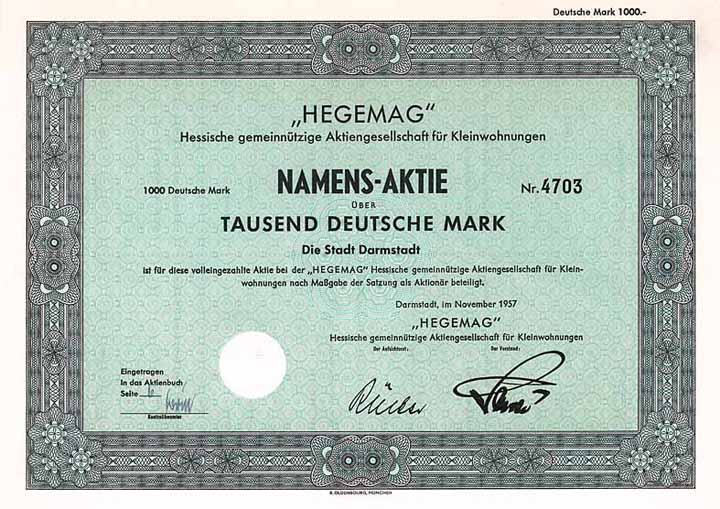 Deutsche Mark 1000.-
„HEGEMAG“
Hessische gemeinnützige Aktiengesellschaft für Kleinwohnungen
1000 Deutsche Mark NAMENS-AKTIE Nr. 4703
ÜBER
TAUSEND DEUTSCHE MARK
Die Stadt Darmstadt
ist für diese volleingezahlte Aktie bei der „HEGEMAG“ Hessische gemeinnützige Aktiengesellschaft für Klein-
wohnungen nach Maßgabe der Satzung als Aktionär beteiligt.
Darmstadt, im November 1957
„HEGEMAG“
Hessische gemeinnützige Aktiengesellschaft für Kleinwohnungen
Der Aufsichtsrat: Der Vorstand:
Eingetragen
In das Aktienbuch
Seite
Kontrollbeamter
R. OLDENBOURG, MÜNCHEN